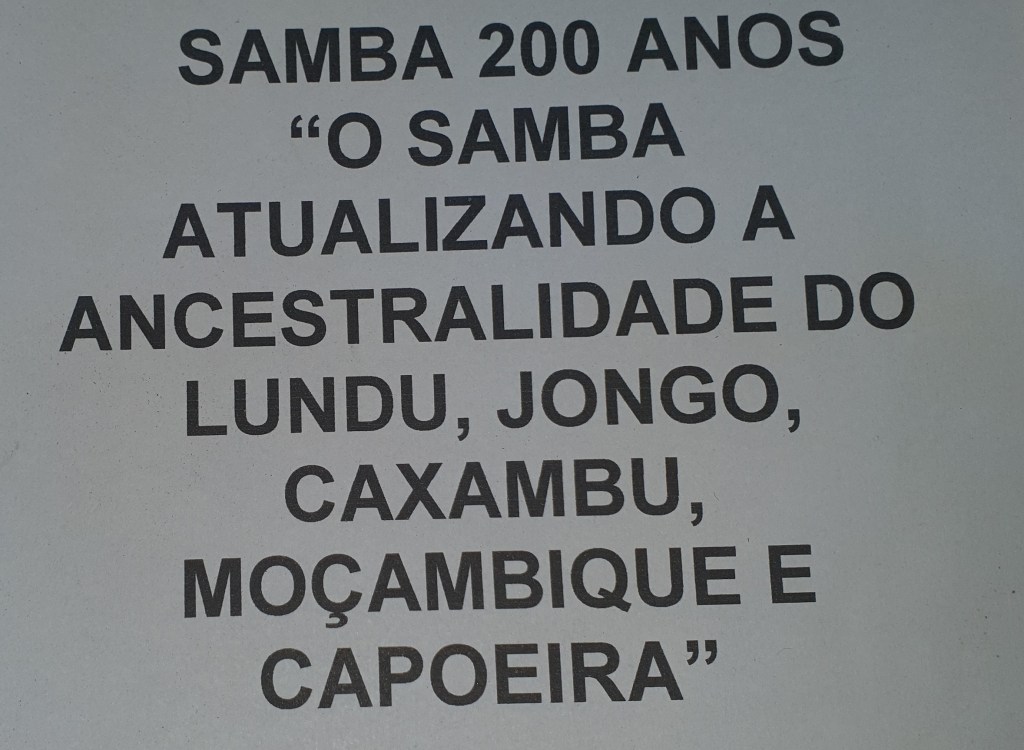 SAMBA 200 ANOS
“O SAMBA
ATUALIZANDO A
ANCESTRALIDADE DO
LUNDU, JONGO,
CAXAMBU,
MOÇAMBIQUE E
CAPOEIRA”